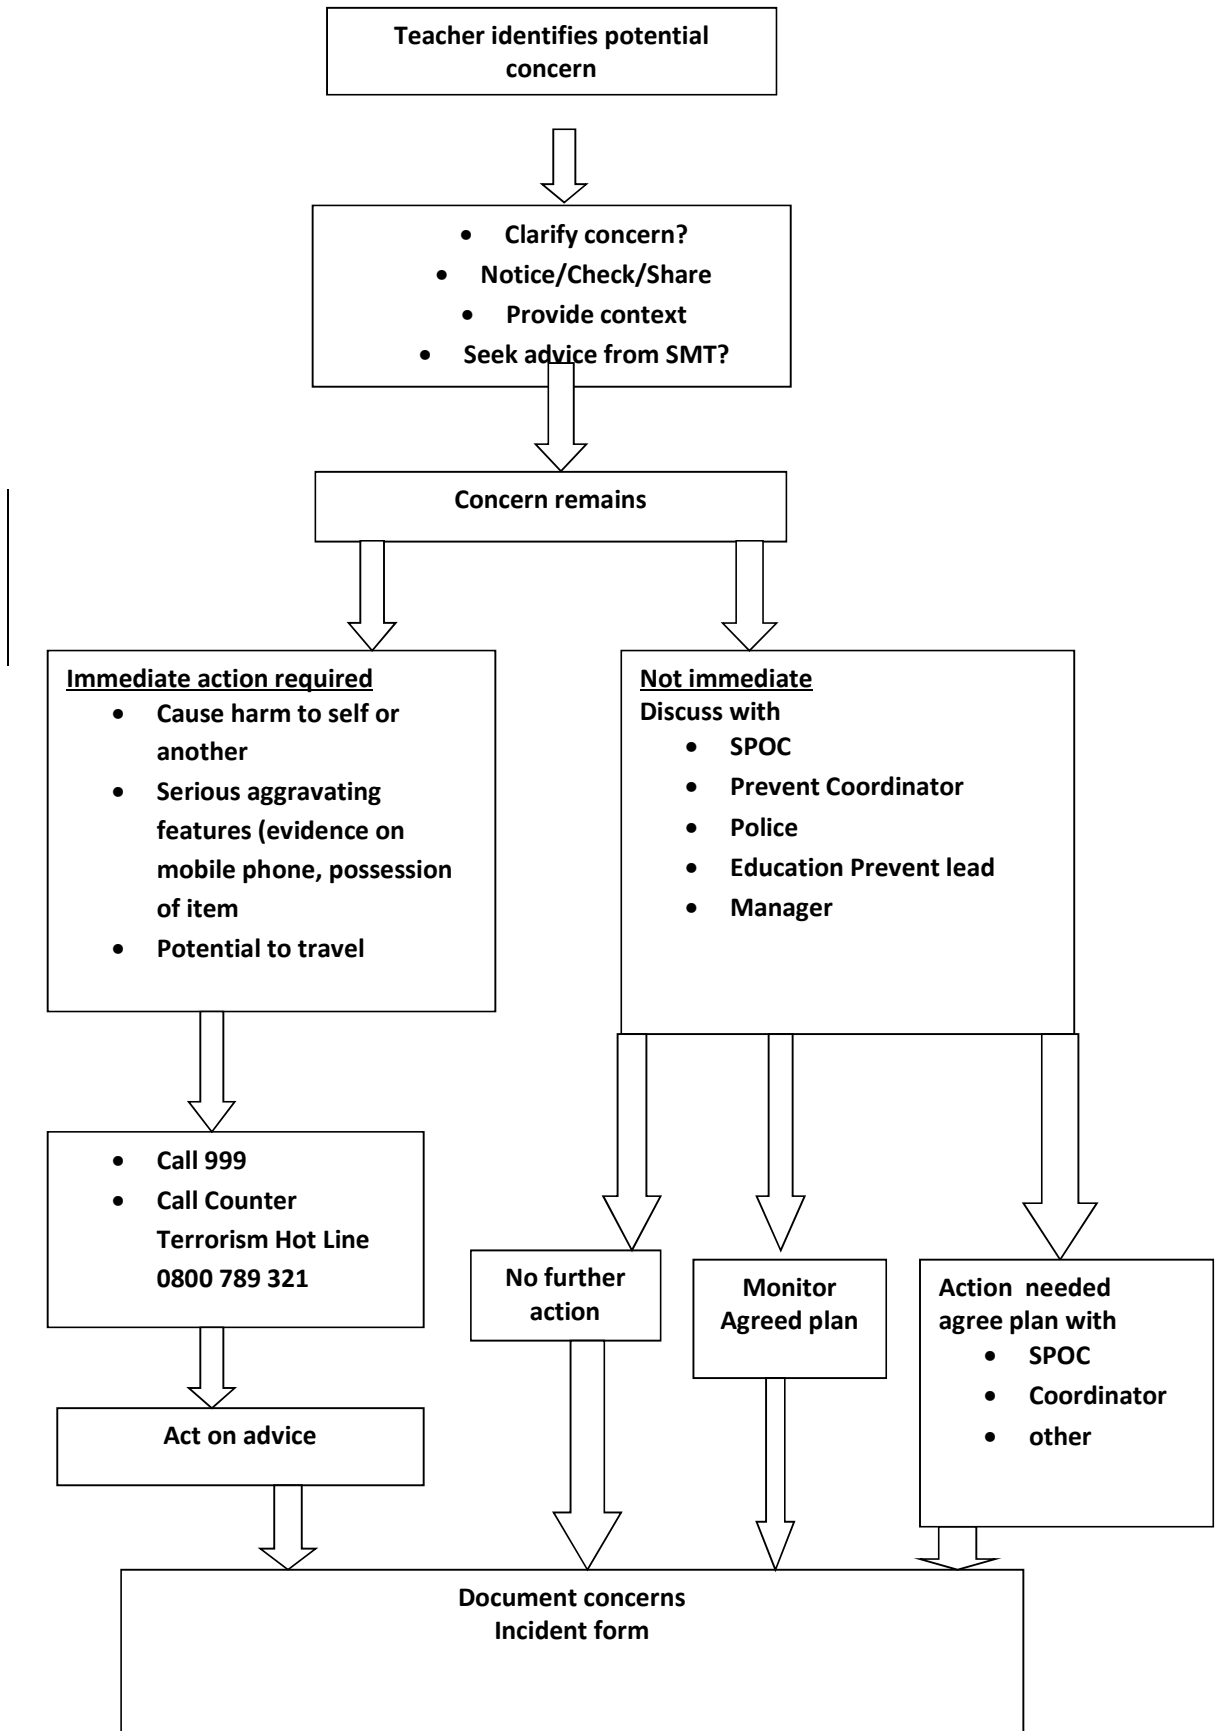 Teacher identifies potential
concern
• Clarify concern?
• Notice/Check/Share
• Provide context
• Seek advice from SMT?
Concern remains
Immediate action required
• Cause harm to self or
another
• Serious aggravating
features (evidence on
mobile phone, possession
of item
• Potential to travel
Not immediate
Discuss with
• SPOC
• Prevent Coordinator
• Police
• Education Prevent lead
• Manager
• Call 999
• Call Counter
Terrorism Hot Line
0800 789 321
No further
action
Monitor
Agreed plan
Action needed
agree plan with
• SPOC
• Coordinator
• other
Act on advice
Document concerns
Incident form